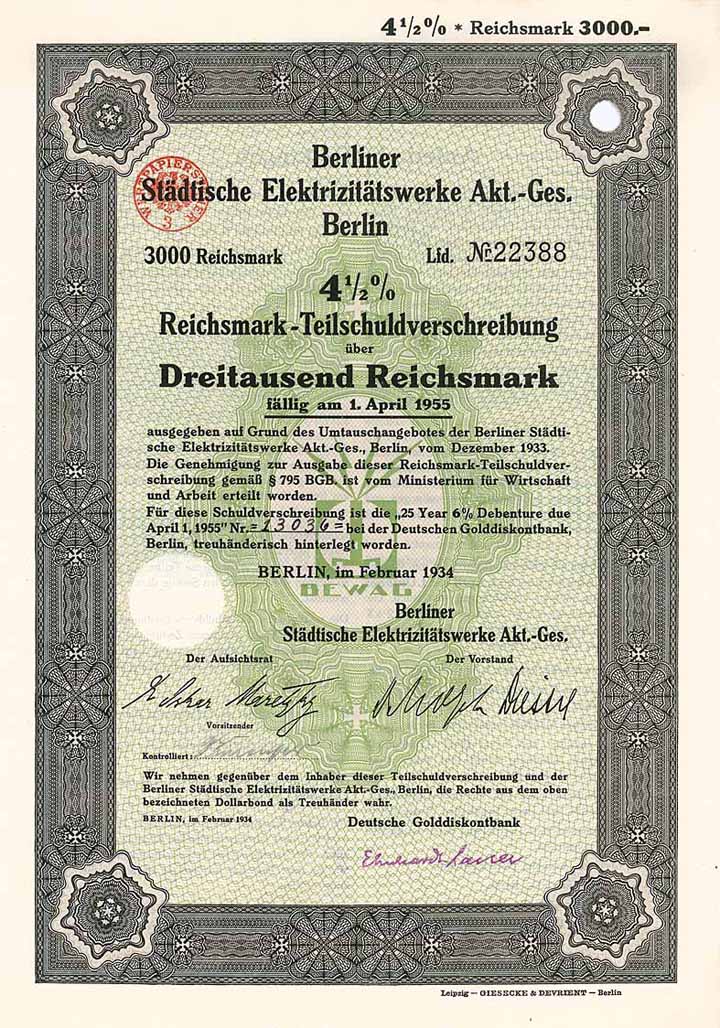 4½% * Reichsmark 3000.-
Berliner
Städtische Elektrizitätswerke Akt.-Ges.
Berlin
3000 Reichsmark Lfd. № 22388
4½%
Reichsmark-Teilschuldverschreibung
über
Dreitausend Reichsmark
fällig am 1. April 1955
ausgegeben auf Grund des Umtauschangebotes der Berliner Städti-
sche Elektrizitätswerke Akt.-Ges., Berlin, vom Dezember 1933.
Die Genehmigung zur Ausgabe dieser Reichsmark-Teilschuldver-
schreibung gemäß § 795 BGB. ist vom Ministerium für Wirtschaft
und Arbeit erteilt worden.
Für diese Schuldverschreibung ist die „25 Year 6% Debenture due
April 1, 1955" Nr. =13036= bei der Deutschen Golddiskontbank,
Berlin, treuhänderisch hinterlegt worden.
BERLIN, im Februar 1934
BEWAG
Berliner
Städtische Elektrizitätswerke Akt.-Ges.
Der Aufsichtsrat Der Vorstand
Vorsitzender
Kontrolliert:
Wir nehmen gegenüber dem Inhaber dieser Teilschuldverschreibung und der
Berliner Städtische Elektrizitätswerke Akt.-Ges., Berlin, die Rechte aus dem oben
bezeichneten Dollarbond als Treuhänder wahr.
BERLIN, im Februar 1934
Deutsche Golddiskontbank
Leipzig — GIESECKE & DEVRIENT — Berlin